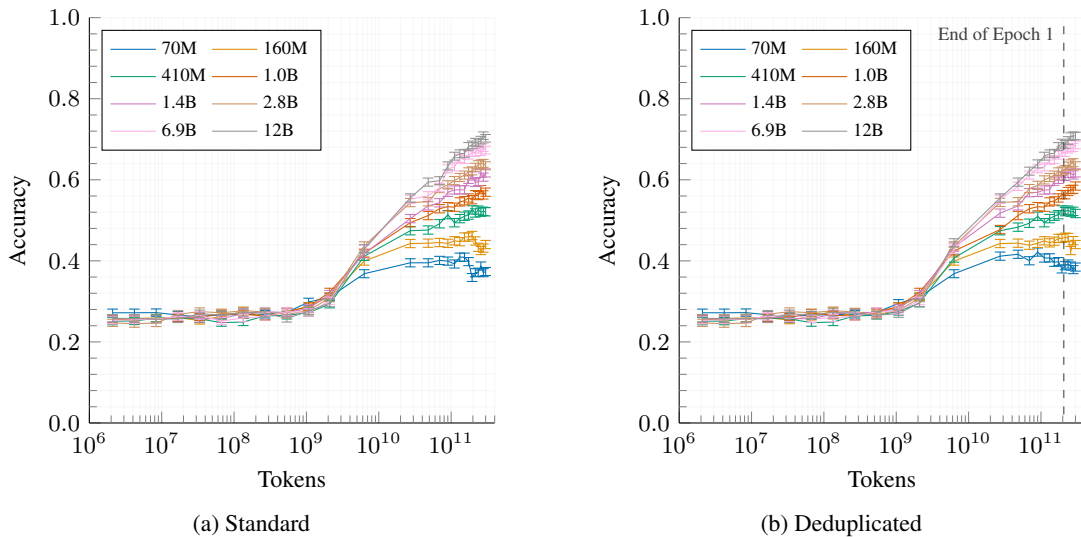 1.0
0.8
0.6
0.4
0.2
0.0
Accuracy
70M 160M
410M 1.0B
1.4B 2.8B
6.9B 12B
10^6 10^7 10^8 10^9 10^10 10^11
Tokens
(a) Standard
1.0
0.8
0.6
0.4
0.2
0.0
Accuracy
70M 160M
410M 1.0B
1.4B 2.8B
6.9B 12B
End of Epoch 1
10^6 10^7 10^8 10^9 10^10 10^11
Tokens
(b) Deduplicated